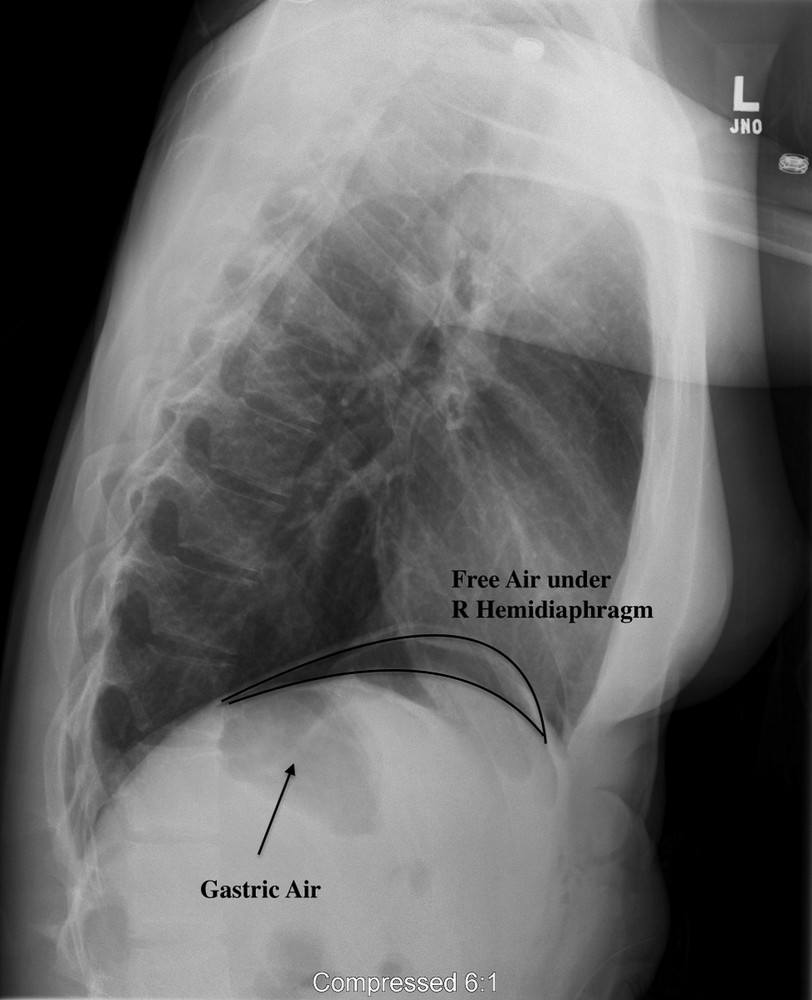 L
JNO
Free Air under
R Hemidiaphragm
Gastric Air
Compressed 6:1